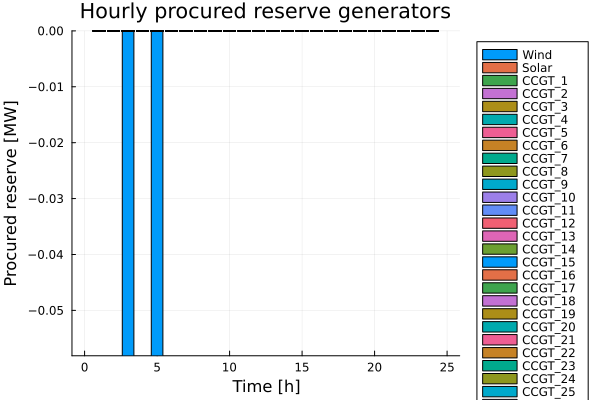 Hourly procured reserve generators
Procured reserve [MW]
0.00
−0.01
−0.02
−0.03
−0.04
−0.05
0
5
10
15
20
25
Time [h]
Wind
Solar
CCGT_1
CCGT_2
CCGT_3
CCGT_4
CCGT_5
CCGT_6
CCGT_7
CCGT_8
CCGT_9
CCGT_10
CCGT_11
CCGT_12
CCGT_13
CCGT_14
CCGT_15
CCGT_16
CCGT_17
CCGT_18
CCGT_19
CCGT_20
CCGT_21
CCGT_22
CCGT_23
CCGT_24
CCGT_25